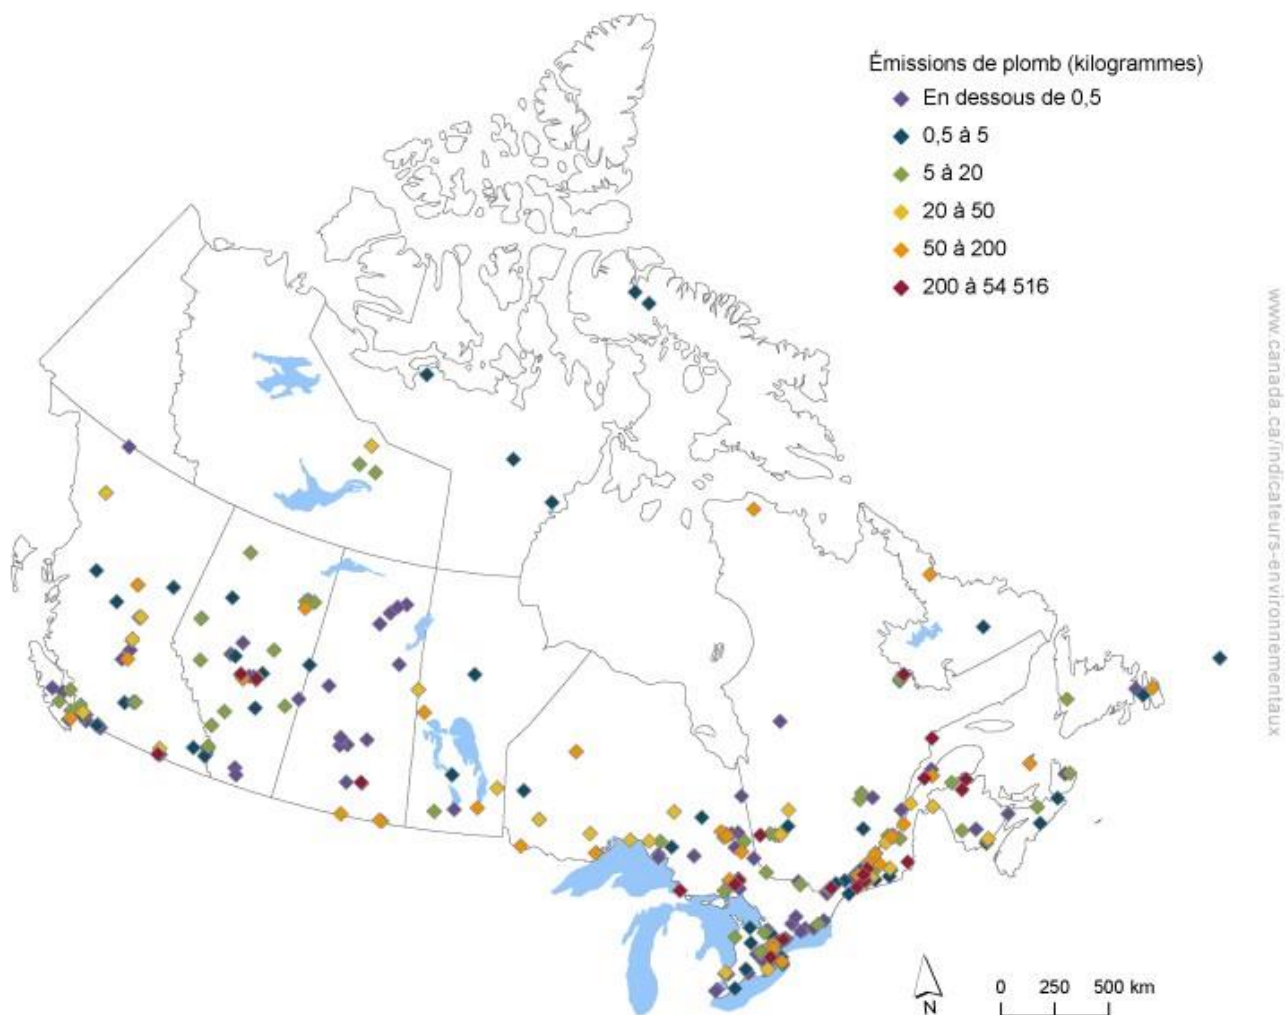 Émissions de plomb (kilogrammes)
En dessous de 0,5
0,5 à 5
5 à 20
20 à 50
50 à 200
200 à 54 516
www.canada.ca/indicateurs-environnementaux
N
0 250 500 km